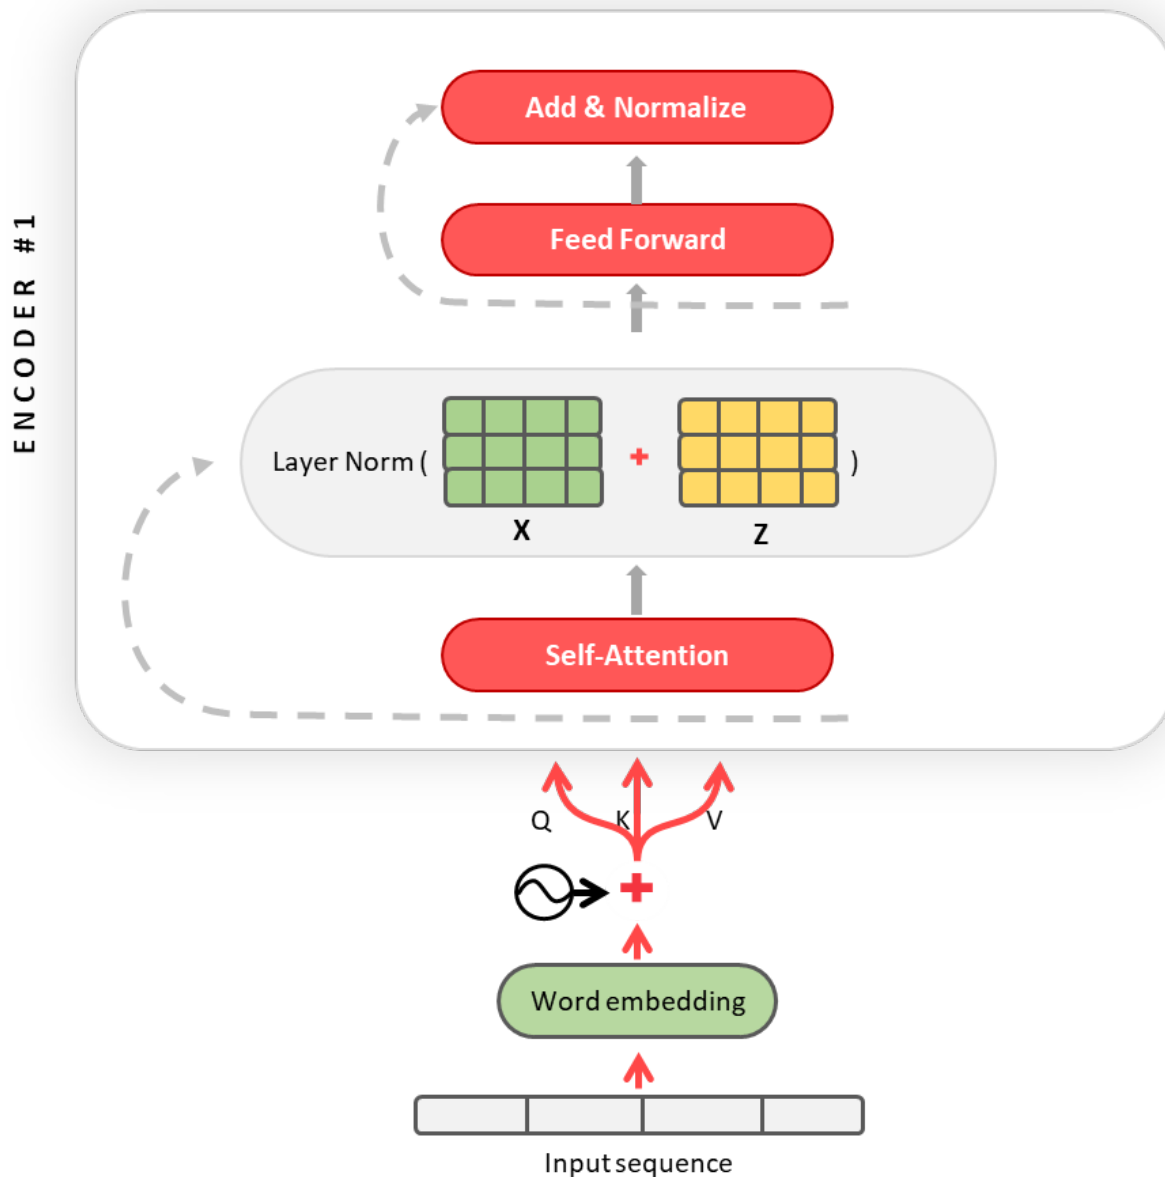 ENCODER #1
Add & Normalize
Feed Forward
Layer Norm ( + )
X Z
Self-Attention
Q K V
+
Word embedding
Input sequence